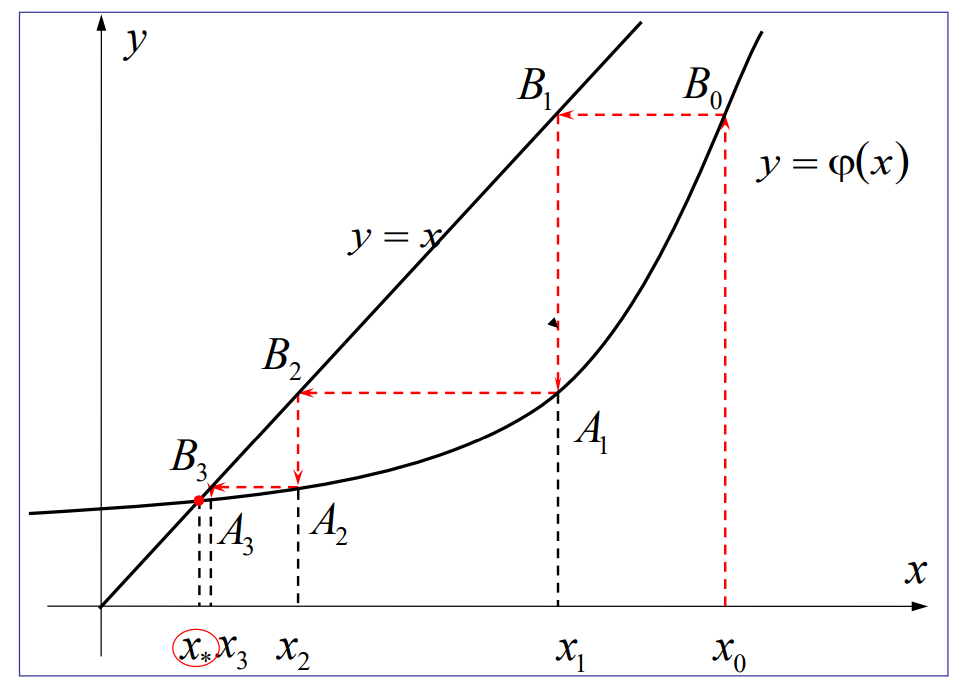 y
B₁
B₀
y = φ(x)
y = x
B₂
A₁
B₃
A₃
A₂
x
x* x₃
x₂
x₁
x₀